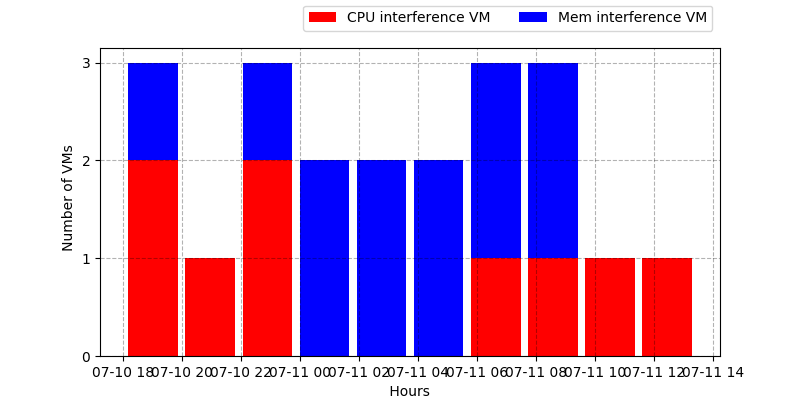 CPU interference VM Mem interference VM
3
2
1
0
Number of VMs
07-10 18 07-10 20 07-10 22 07-11 00 07-11 02 07-11 04 07-11 06 07-11 08 07-11 10 07-11 12 07-11 14
Hours